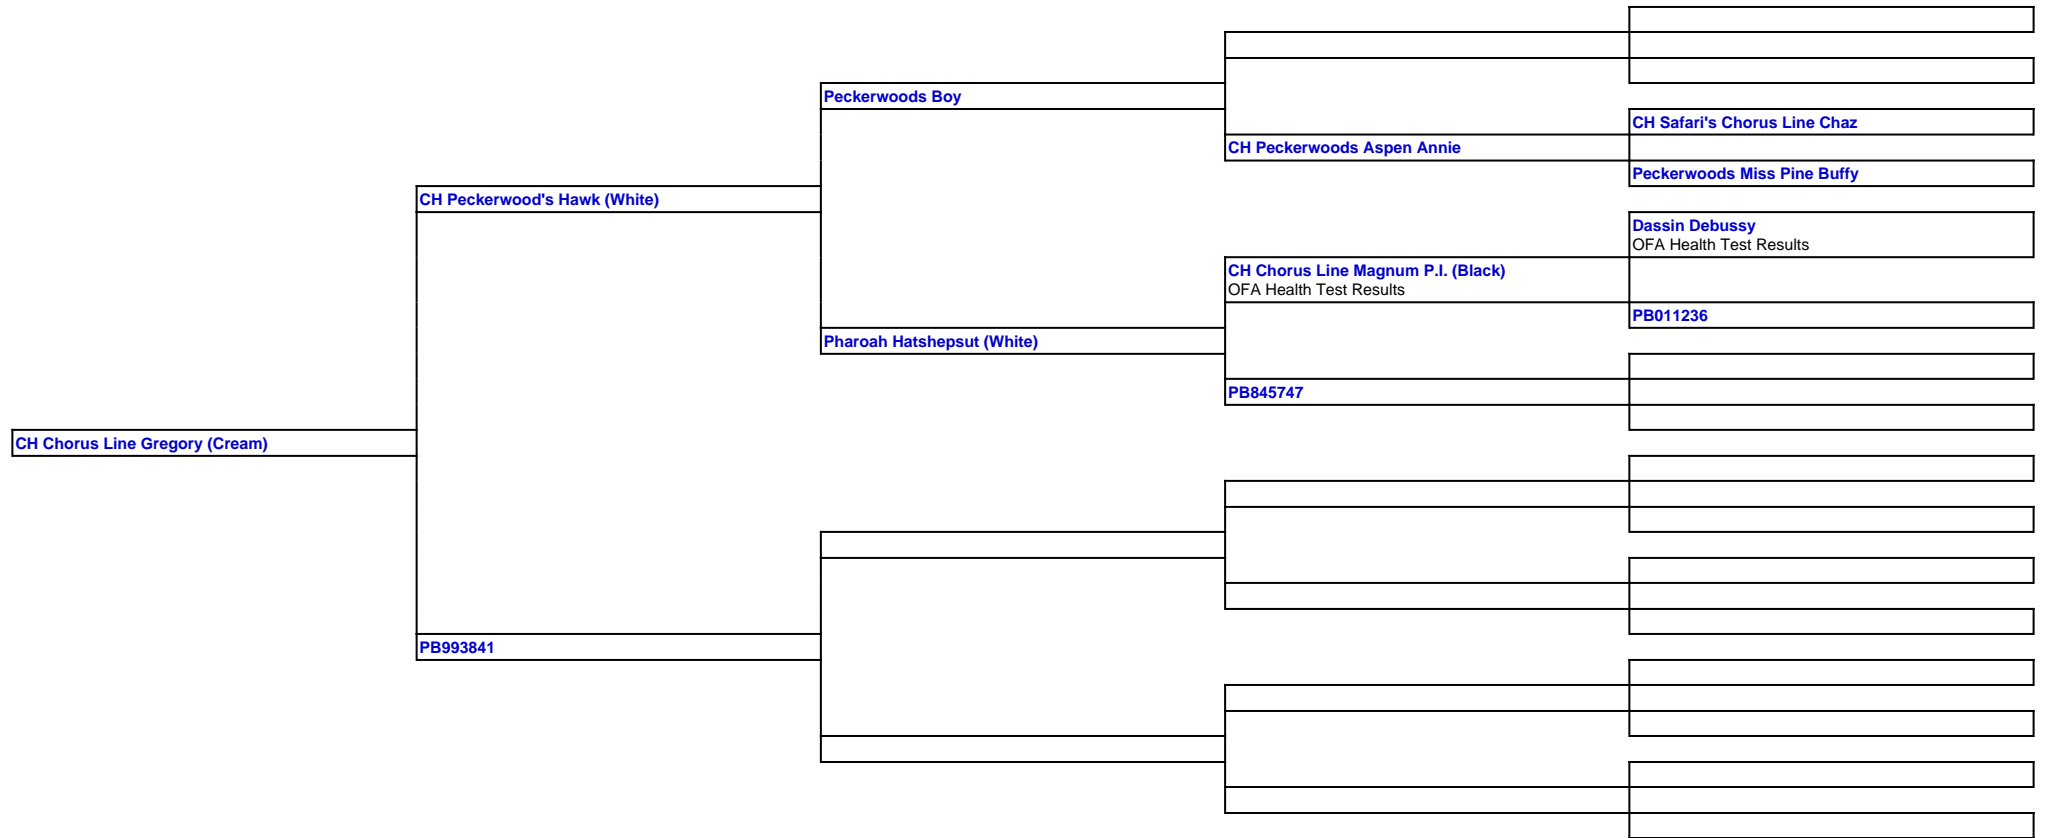 Peckerwoods Boy
CH Safari's Chorus Line Chaz
CH Peckerwoods Aspen Annie
Peckerwoods Miss Pine Buffy
CH Peckerwood's Hawk (White)
Dassin Debussy
OFA Health Test Results
CH Chorus Line Magnum P.I. (Black)
OFA Health Test Results
PB011236
Pharoah Hatshepsut (White)
PB845747
CH Chorus Line Gregory (Cream)
PB993841